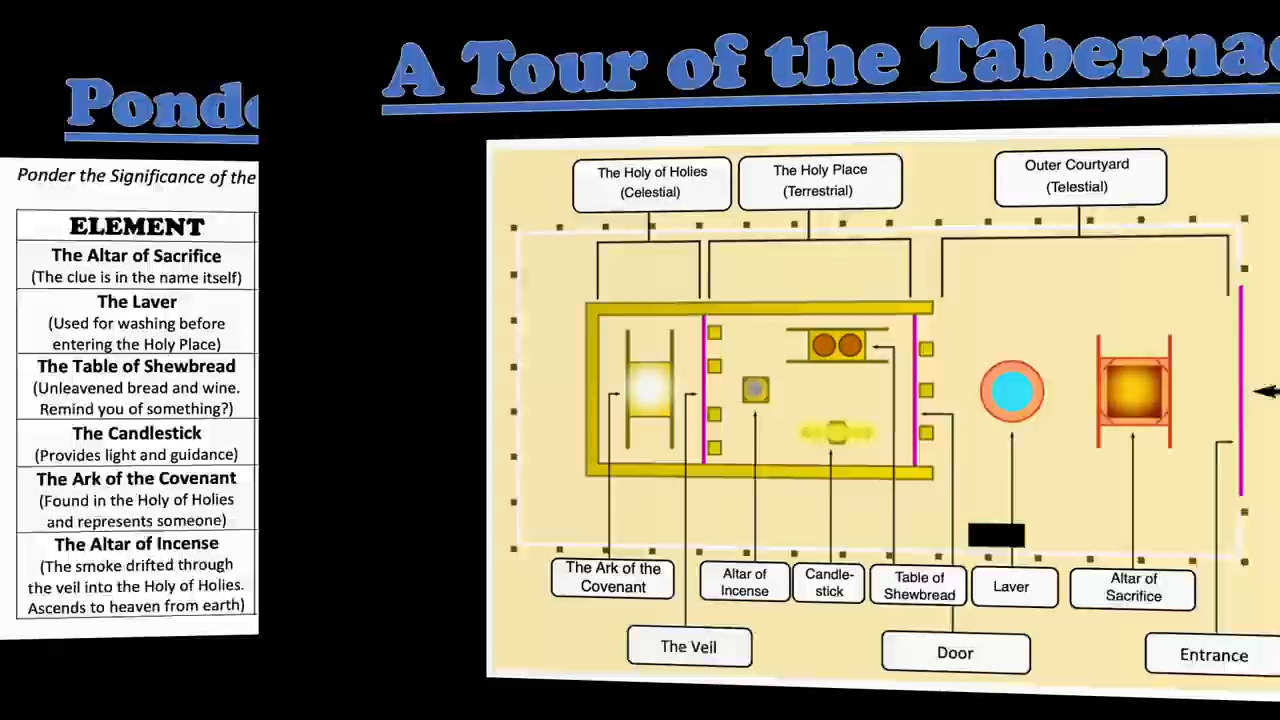 Ponde
Ponder the Significance of the
ELEMENT
The Altar of Sacrifice
(The clue is in the name itself)
The Laver
(Used for washing before
entering the Holy Place)
The Table of Shewbread
(Unleavened bread and wine.
Remind you of something?)
The Candlestick
(Provides light and guidance)
The Ark of the Covenant
(Found in the Holy of Holies
and represents someone)
The Altar of Incense
(The smoke drifted through
the veil into the Holy of Holies.
Ascends to heaven from earth)
A Tour of the Tabernac
The Holy of Holies
(Celestial)
The Holy Place
(Terrestrial)
Outer Courtyard
(Telestial)
The Ark of the
Covenant
Altar of
Incense
Candle-
stick
Table of
Shewbread
Laver
Altar of
Sacrifice
The Veil
Door
Entrance